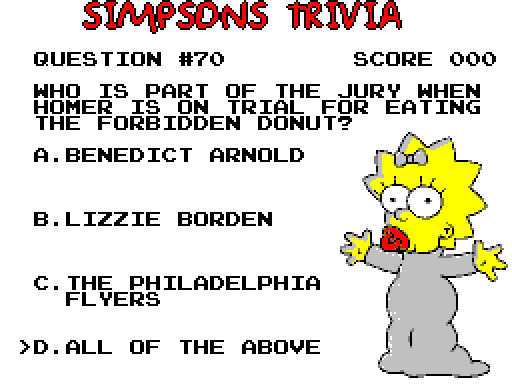 SIMPSONS TRIVIA
QUESTION #70 SCORE 000
WHO IS PART OF THE JURY WHEN
HOMER IS ON TRIAL FOR EATING
THE FORBIDDEN DONUT?
A.BENEDICT ARNOLD
B.LIZZIE BORDEN
C.THE PHILADELPHIA
FLYERS
>D.ALL OF THE ABOVE